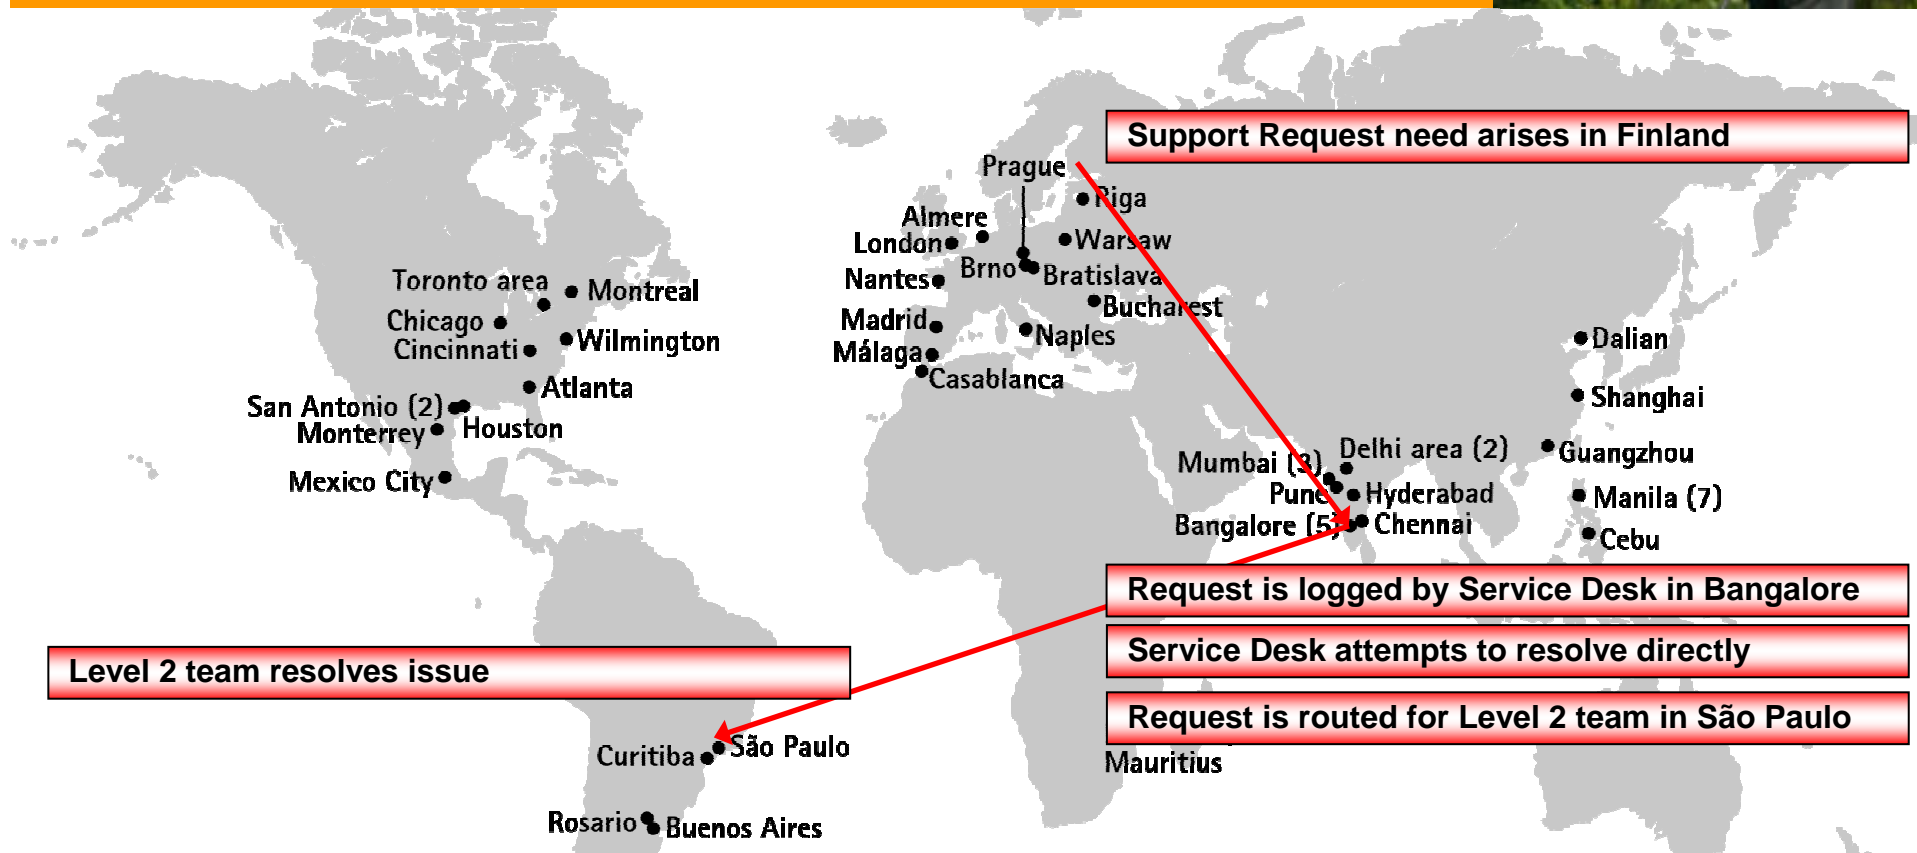 Support Request need arises in Finland
Prague
Riga
Almere
London
Warsaw
Brno
Bratislava
Nantes
Toronto area
Montreal
Bucharest
Chicago
Madrid
Naples
Wilmington
Dalian
Cincinnati
Málaga
Casablanca
Atlanta
Shanghai
San Antonio (2)
Houston
Monterrey
Delhi area (2)
Guangzhou
Mumbai (3)
Mexico City
Pune
Hyderabad
Manila (7)
Bangalore (5)
Chennai
Cebu
Request is logged by Service Desk in Bangalore
Service Desk attempts to resolve directly
Level 2 team resolves issue
Request is routed for Level 2 team in São Paulo
São Paulo
Curitiba
Mauritius
Rosario
Buenos Aires